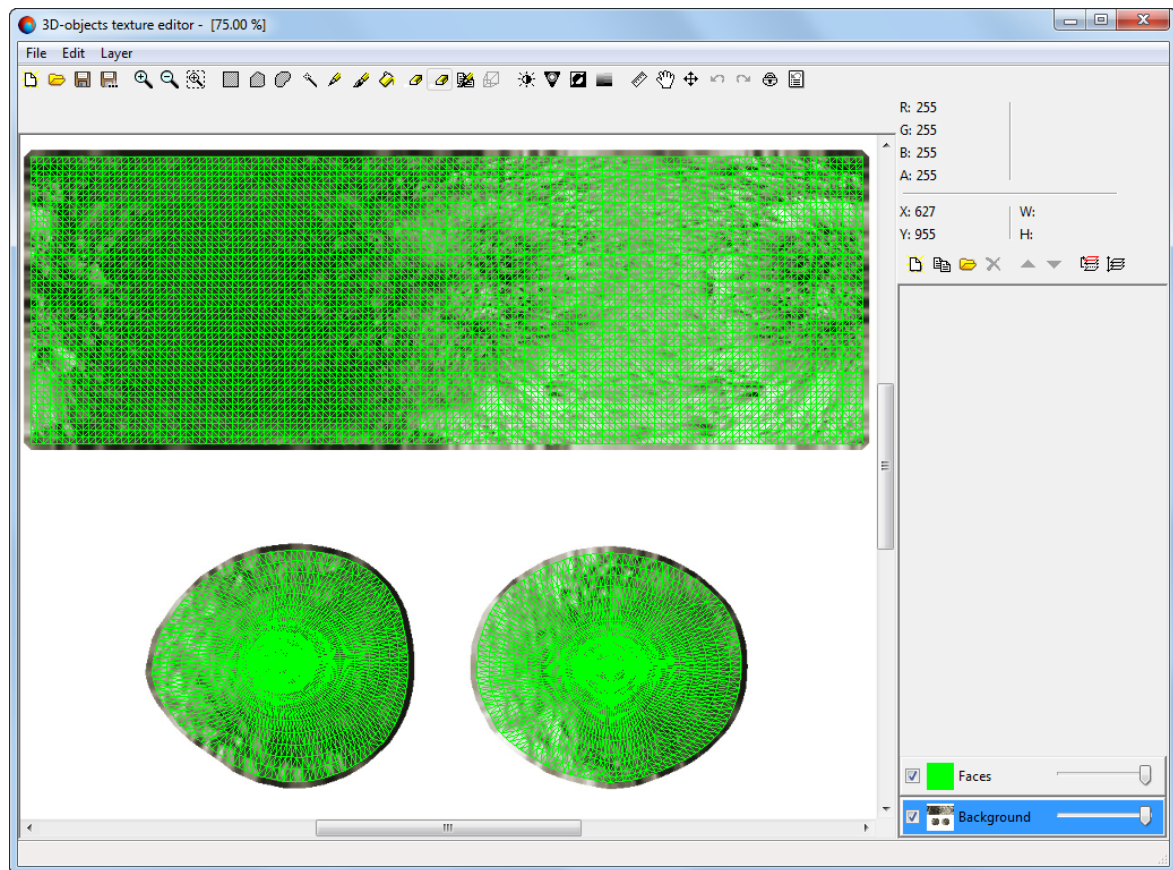 3D-objects texture editor - [75.00 %]
File Edit Layer
R: 255
G: 255
B: 255
A: 255
X: 627 W:
Y: 955 H:
Faces
Background